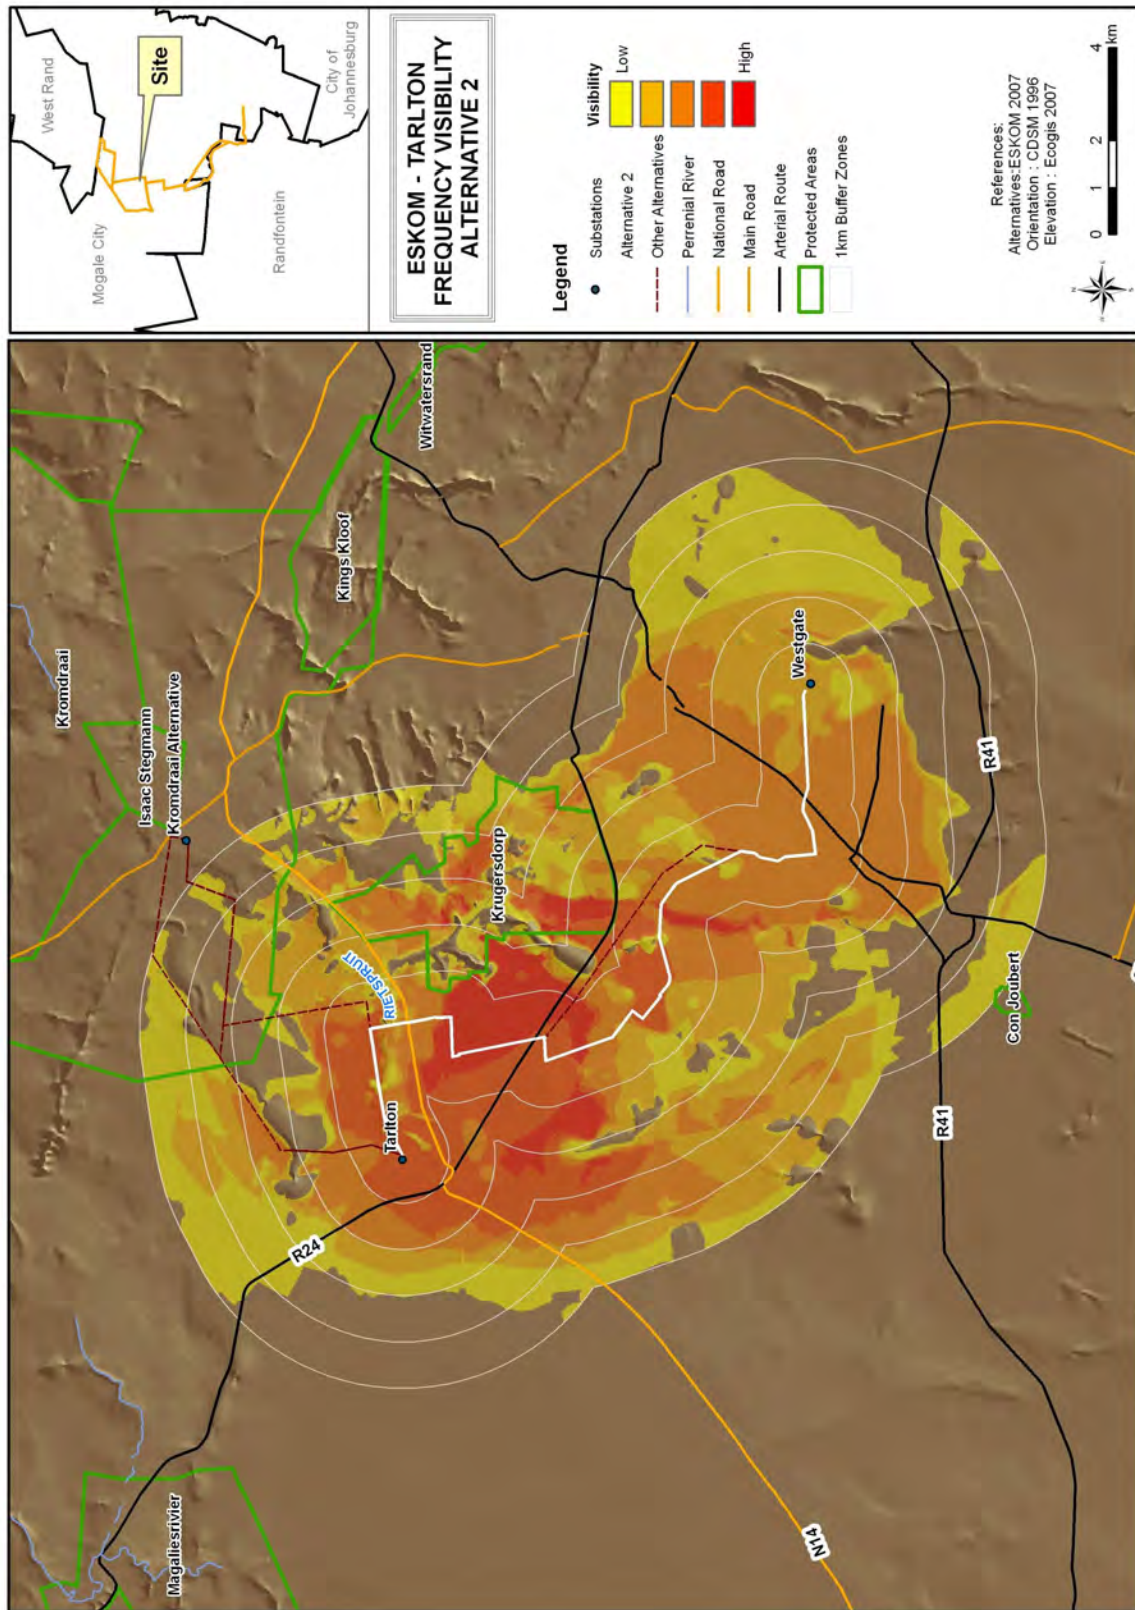 West Rand
Mogale City
Site
Randfontein
City of
Johannesburg
ESKOM - TARLTON
FREQUENCY VISIBILITY
ALTERNATIVE 2
Legend
Substations
Alternative 2
Other Alternatives
Perrenial River
National Road
Main Road
Arterial Route
Protected Areas
1km Buffer Zones
Visibility
Low
High
References:
Alternatives:ESKOM 2007
Orientation : CDSM 1996
Elevation : Ecogis 2007
0 1 2 4
km
N
E
S
W
Magaliesrivier
R24
Tarlton
RIETSPRUIT
Isaac Stegmann
Kromdraai Alternative
Kromdraai
Kings Kloof
Witwatersrand
Krugersdorp
Westgate
N14
R41
R41
Con Joubert